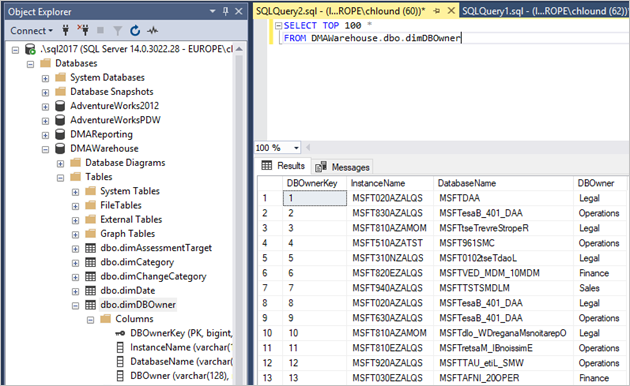 Object Explorer
Connect
.\sql2017 (SQL Server 14.0.3022.28 - EUROPE\chl
Databases
System Databases
Database Snapshots
AdventureWorks2012
AdventureWorksPDW
DMAReporting
DMAWarehouse
Database Diagrams
Tables
System Tables
FileTables
External Tables
Graph Tables
dbo.dimAssessmentTarget
dbo.dimCategory
dbo.dimChangeCategory
dbo.dimDate
dbo.dimDBOwner
Columns
DBOwnerKey (PK, bigint,
InstanceName (varchar(
DatabaseName (varchar(
DBOwner (varchar(128),
SQLQuery2.sql - (l...ROPE\chlound (60))* SQLQuery1.sql - (l...ROPE\chlound (62))*
SELECT TOP 100 *
FROM DMAWarehouse.dbo.dimDBOwner
100 %
Results Messages
DBOwnerKey InstanceName DatabaseName DBOwner
1 1 MSFT020AZALQS MSFTDAA Legal
2 2 MSFT830AZALQS MSFTesaB_401_DAA Operations
3 3 MSFT810AZAMOM MSFTtseTrevreStropeR Legal
4 4 MSFT510AZATST MSFT961SMC Operations
5 5 MSFT310NZALQS MSFT0102tseTdaoL Legal
6 6 MSFT820EZALQS MSFTVED_MDM_10MDM Finance
7 7 MSFT940AZALQS MSFTTSTSMDLM Sales
8 8 MSFT020AZALQS MSFTesaB_401_DAA Legal
9 9 MSFT630AZALQS MSFTesaB_401_DAA Operations
10 10 MSFT810AZAMOM MSFTdlo_WDreganaMsnoitarepO Legal
11 11 MSFT810EZALQS MSFTretsaM_IBnoissimE Operations
12 12 MSFT920AZALQS MSFTTAU_etiL_SMW Operations
13 13 MSFT030EZALQS MSFTAFNI_20OPER Finance